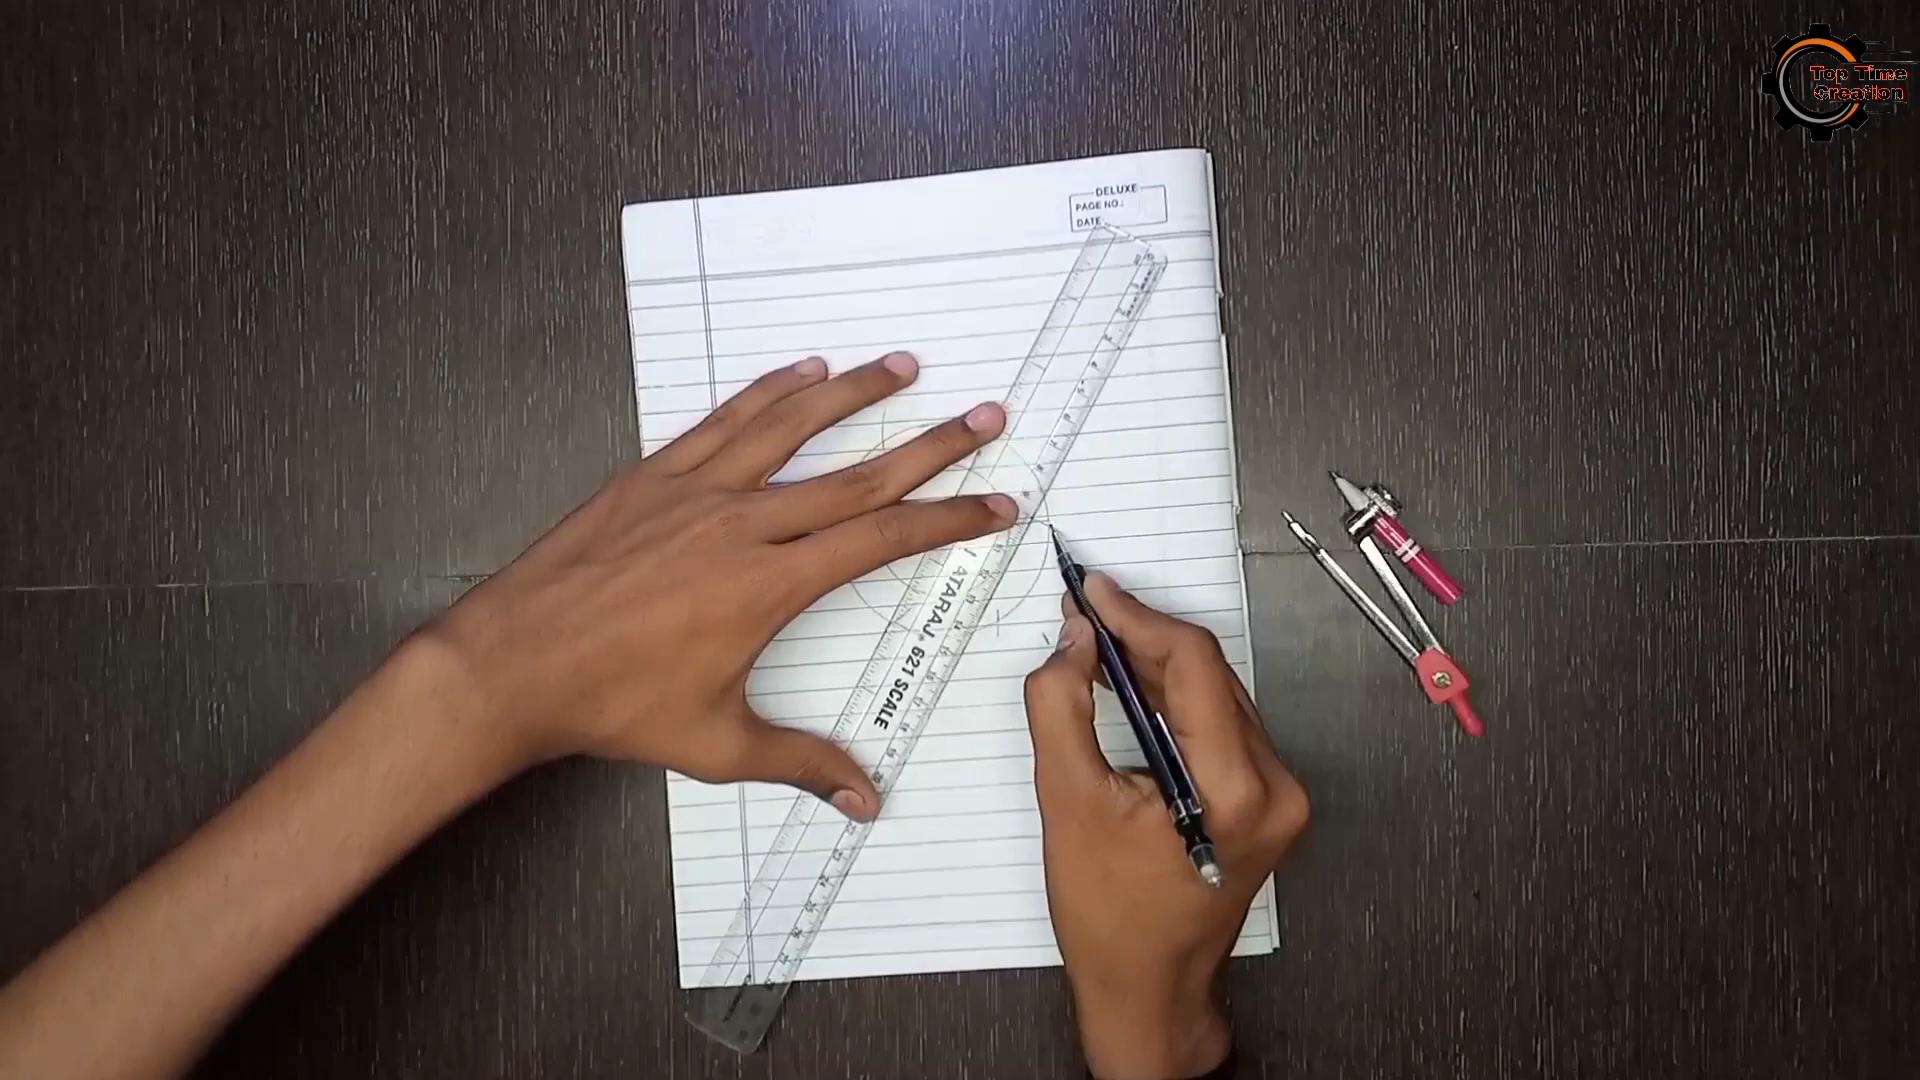 Top Time
Creation
DELUXE
PAGE NO.:
DATE
ATARAJ. 621 SCALE